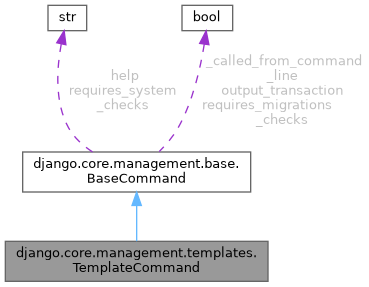 str
bool
help
requires_system
_checks
_called_from_command
_line
output_transaction
requires_migrations
_checks
django.core.management.base.
BaseCommand
django.core.management.templates.
TemplateCommand